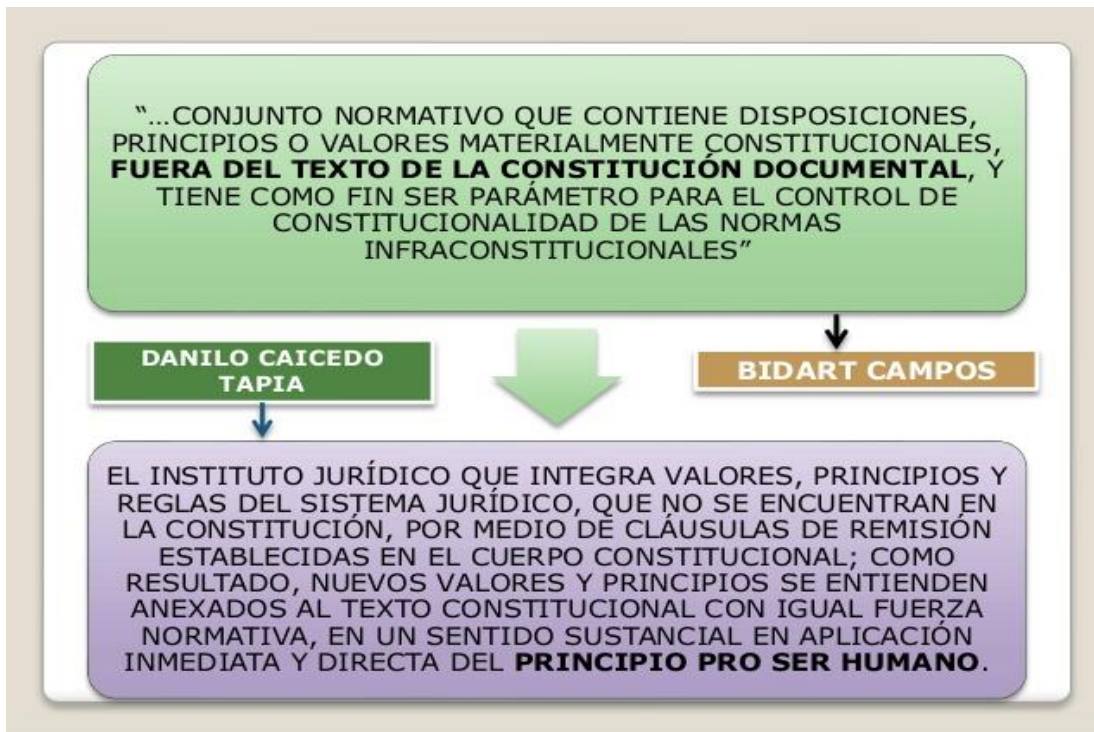 “...CONJUNTO NORMATIVO QUE CONTIENE DISPOSICIONES,
PRINCIPIOS O VALORES MATERIALMENTE CONSTITUCIONALES,
FUERA DEL TEXTO DE LA CONSTITUCIÓN DOCUMENTAL, Y
TIENE COMO FIN SER PARÁMETRO PARA EL CONTROL DE
CONSTITUCIONALIDAD DE LAS NORMAS
INFRACONSTITUCIONALES”
DANILO CAICEDO
TAPIA
BIDART CAMPOS
EL INSTITUTO JURÍDICO QUE INTEGRA VALORES, PRINCIPIOS Y
REGLAS DEL SISTEMA JURÍDICO, QUE NO SE ENCUENTRAN EN
LA CONSTITUCIÓN, POR MEDIO DE CLÁUSULAS DE REMISIÓN
ESTABLECIDAS EN EL CUERPO CONSTITUCIONAL; COMO
RESULTADO, NUEVOS VALORES Y PRINCIPIOS SE ENTIENDEN
ANEXADOS AL TEXTO CONSTITUCIONAL CON IGUAL FUERZA
NORMATIVA, EN UN SENTIDO SUSTANCIAL EN APLICACIÓN
INMEDIATA Y DIRECTA DEL PRINCIPIO PRO SER HUMANO.